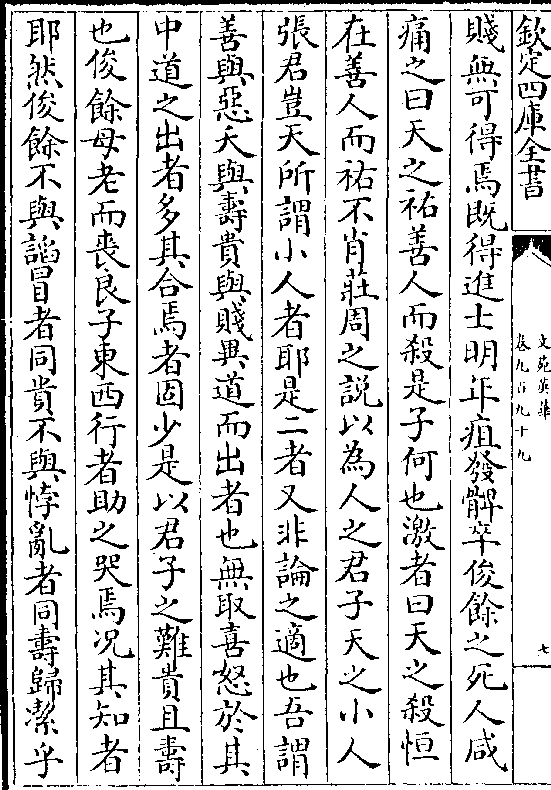 欽定四庫全書
文苑英華
卷九百九十九
七
賤無可得焉既得進士明年疽發髀卒俊餘之死人咸
痛之曰天之祐善人而殺是子何也激者曰天之殺恒
在善人而祐不肖莊周之説以為人之君子天之小人
張君豈天所謂小人者耶是二者又非論之適也吾謂
善與惡夭與壽貴與賤異道而出者也無取喜怒於其
中道之出者多其合焉者固少是以君子之難貴且壽
也俊餘母老而喪良子東西行者助之哭焉况其知者
耶然俊餘不與謟冒者同貴不與悖亂者同壽歸潔乎